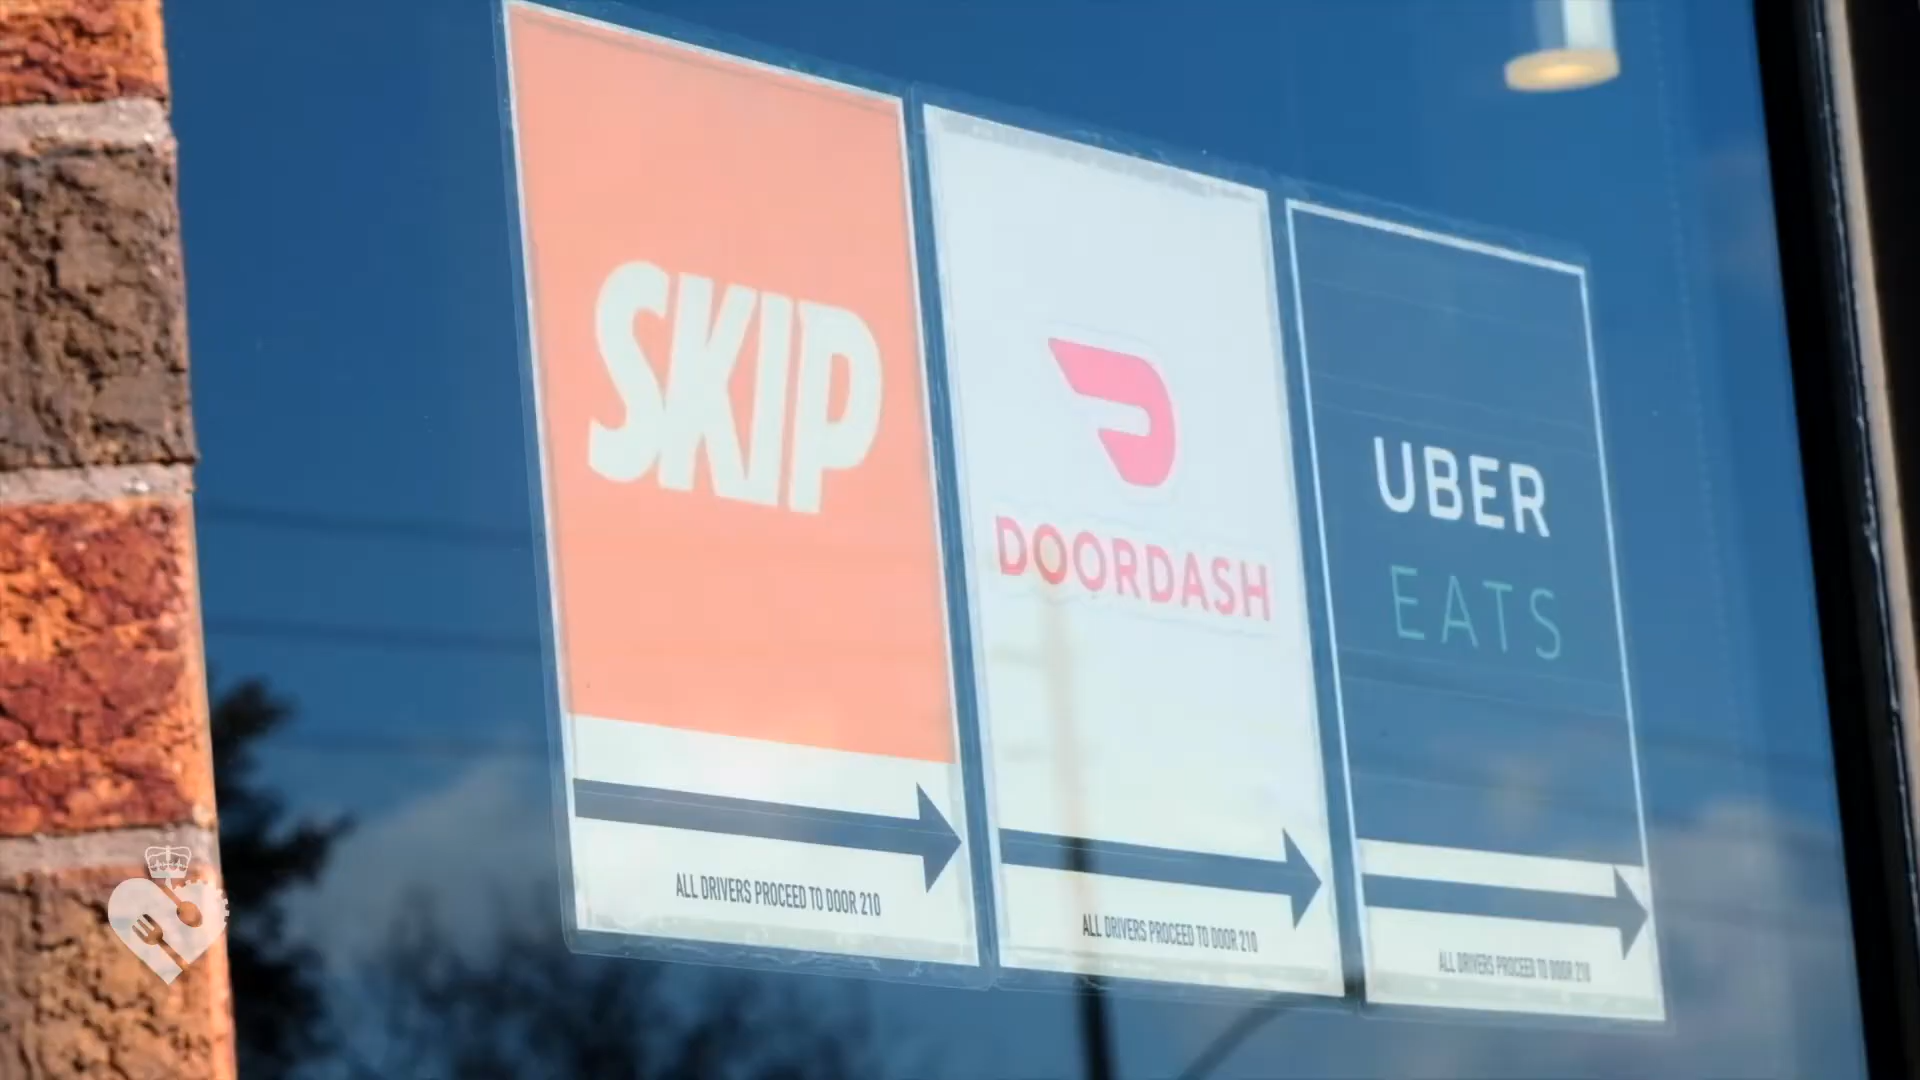 SKIP
ALL DRIVERS PROCEED TO DOOR 210
DOORDASH
ALL DRIVERS PROCEED TO DOOR 210
UBER
EATS
ALL DRIVERS PROCEED TO DOOR 210